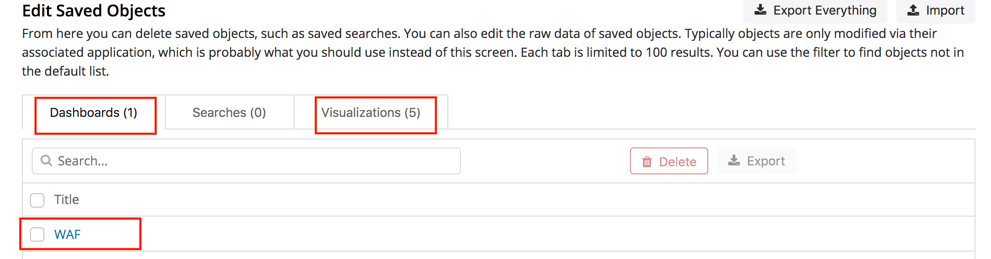 Edit Saved Objects
Export Everything
Import
From here you can delete saved objects, such as saved searches. You can also edit the raw data of saved objects. Typically objects are only modified via their
associated application, which is probably what you should use instead of this screen. Each tab is limited to 100 results. You can use the filter to find objects not in
the default list.
Dashboards (1)
Searches (0)
Visualizations (5)
Search...
Delete
Export
Title
WAF